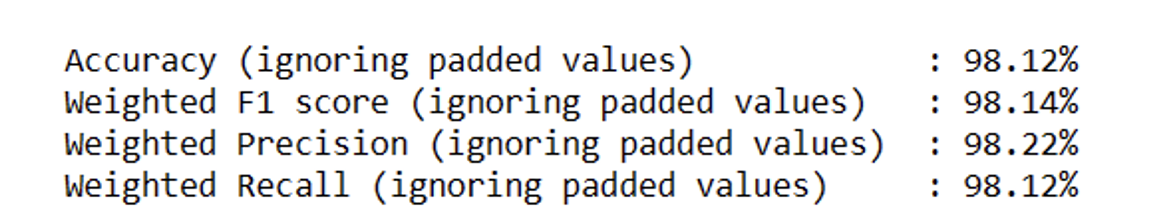 Accuracy (ignoring padded values) : 98.12%
Weighted F1 score (ignoring padded values) : 98.14%
Weighted Precision (ignoring padded values) : 98.22%
Weighted Recall (ignoring padded values) : 98.12%